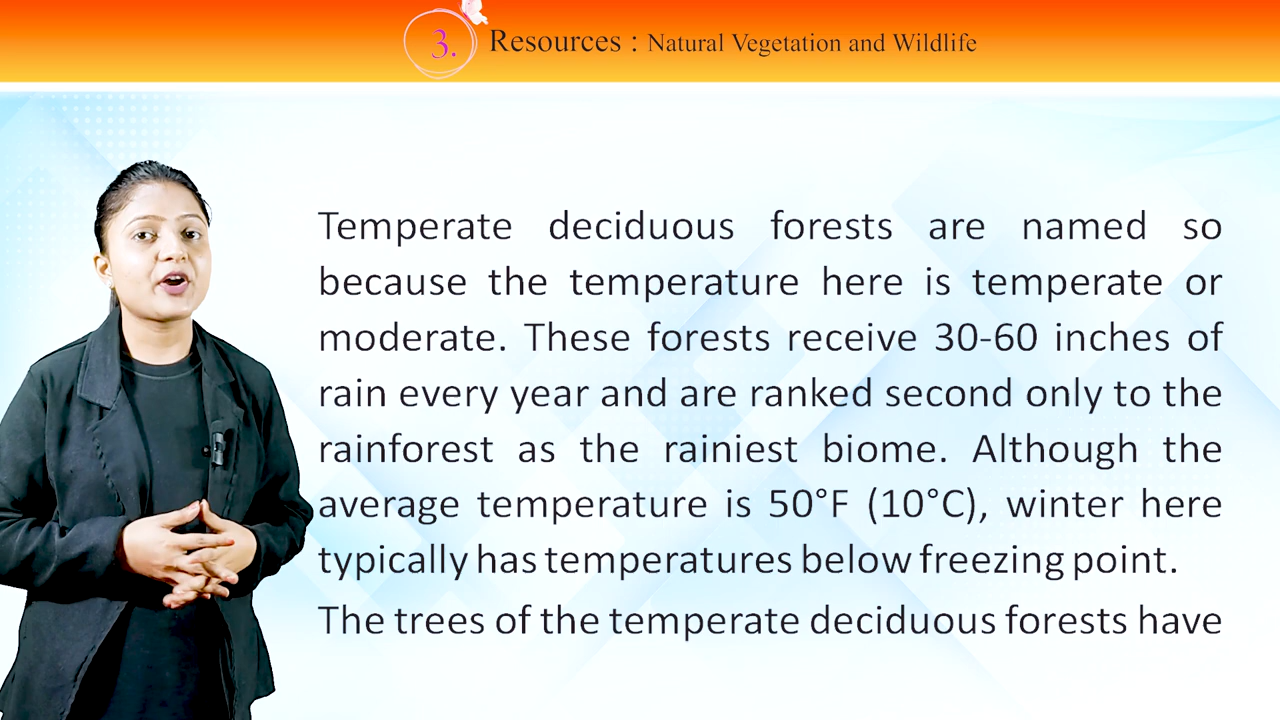 3. Resources : Natural Vegetation and Wildlife
Temperate deciduous forests are named so
because the temperature here is temperate or
moderate. These forests receive 30-60 inches of
rain every year and are ranked second only to the
rainforest as the rainiest biome. Although the
average temperature is 50°F (10°C), winter here
typically has temperatures below freezing point.
The trees of the temperate deciduous forests have